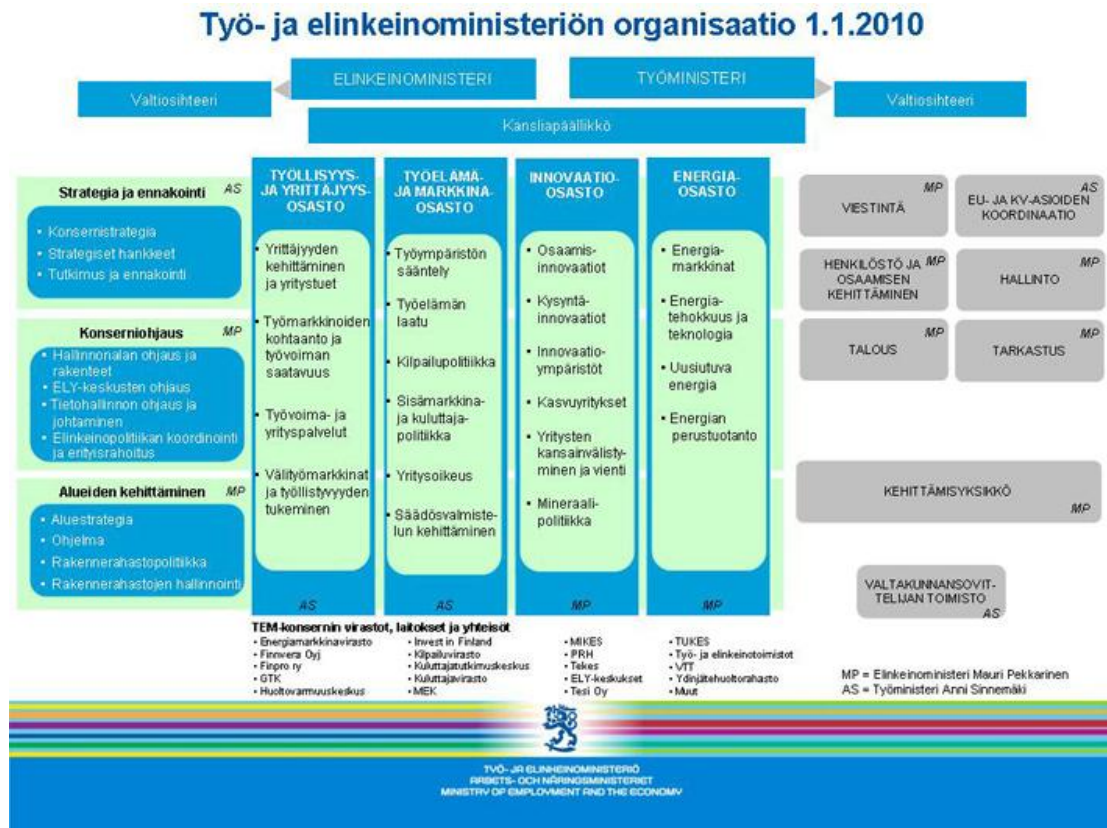 Työ- ja elinkeinoministeriön organisaatio 1.1.2010
ELINKEINOMINISTERI
TYÖMINISTERI
Valtiosihteeri
Valtiosihteeri
Kansliapäällikkö
Strategia ja ennakointi AS
• Konsernistrategia
• Strategiset hankkeet
• Tutkimus ja ennakointi
Konserniohjaus MP
• Hallinnonalan ohjaus ja
rakenteet
• ELY-keskusten ohjaus
• Tietohallinnon ohjaus ja
johtaminen
• Elinkeinopolitiikan koordinointi
ja erityisrahoitus
Alueiden kehittäminen MP
• Aluestrategia
• Ohjelma
• Rakennerahastopolitiikka
• Rakennerahastojen hallinnointi
TYÖLLISYYS-
JA YRITTÄJYYS-
OSASTO
• Yrittäjyyden
kehittäminen
ja yritystuet
• Työmarkkinoiden
kohtaanto ja
työvoiman
saatavuus
• Työvoima- ja
yrityspalvelut
• Välityömarkkinat
ja työllistyvyyden
tukeminen
AS
TYÖELÄMÄ-
JA MARKKINA-
OSASTO
• Työympäristön
sääntely
• Työelämän
laatu
• Kilpailupolitiikka
• Sisämarkkina-
ja kuluttaja-
politiikka
• Yritysoikeus
• Säädösvalmiste-
lun kehittäminen
AS
INNOVAATIO-
OSASTO
• Osaamis-
innovaatiot
• Kysyntä-
innovaatiot
• Innovaatio-
ympäristöt
• Kasvuyritykset
• Yritysten
kansainvälisty-
minen ja vienti
• Mineraali-
politiikka
MP
ENERGIA-
OSASTO
• Energia-
markkinat
• Energia-
tehokkuus ja
teknologia
• Uusiutuva
energia
• Energian
perustuotanto
MP
VIESTINTÄ MP
EU- JA KV-ASIOIDEN
KOORDINAATIO AS
HENKILÖSTÖ JA MP
OSAAMISEN
KEHITTÄMINEN
HALLINTO MP
TALOUS MP
TARKASTUS MP
KEHITTÄMISYKSIKKÖ
MP
VALTAKUNNANSOVIT-
TELIJAN TOIMISTO
AS
TEM-konsernin virastot, laitokset ja yhteisöt
• Energiamarkkinavirasto
• Finnvera Oyj
• Finpro ry
• GTK
• Huoltovarmuuskeskus
• Invest in Finland
• Kilpailuvirasto
• Kuluttajatutkimuskeskus
• Kuluttajavirasto
• MEK
• MIKES
• PRH
• Tekes
• ELY-keskukset
• Tesi Oy
• TUKES
• Työ- ja elinkeinotoimistot
• VTT
• Ydinjätehuoltorahasto
• Muut
MP = Elinkeinoministeri Mauri Pekkarinen
AS = Työministeri Anni Sinnemäki
TYÖ- JA ELINKEINOMINISTERIÖ
ARBETS- OCH NÄRINGSMINISTERIET
MINISTRY OF EMPLOYMENT AND THE ECONOMY